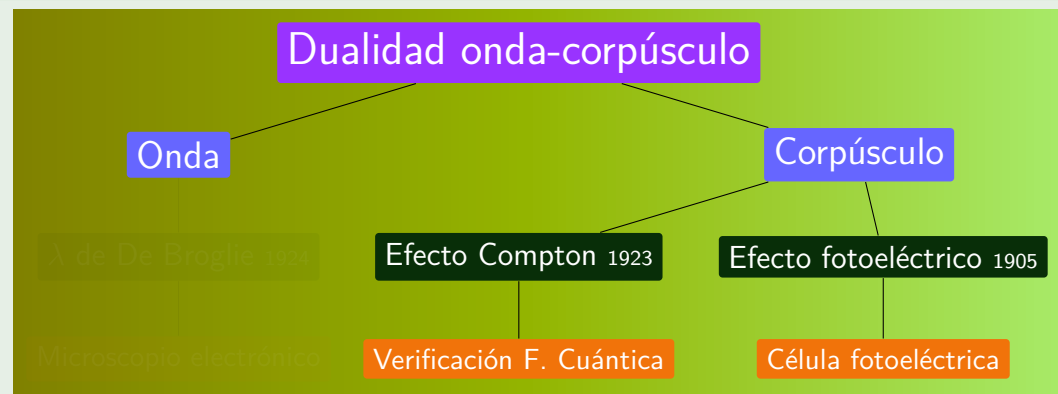 Dualidad onda-corpúsculo
Onda
Corpúsculo
λ de De Broglie 1924
Efecto Compton 1923
Efecto fotoeléctrico 1905
Microscopio electrónico
Verificación F. Cuántica
Célula fotoeléctrica